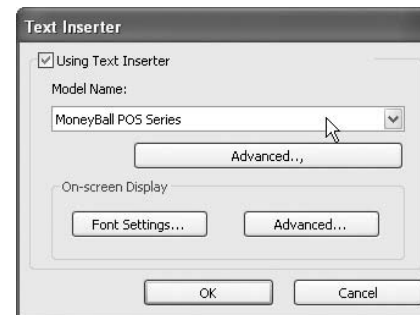 Text Inserter
Using Text Inserter
Model Name:
MoneyBall POS Series
Advanced..,
On-screen Display
Font Settings... Advanced...
OK Cancel